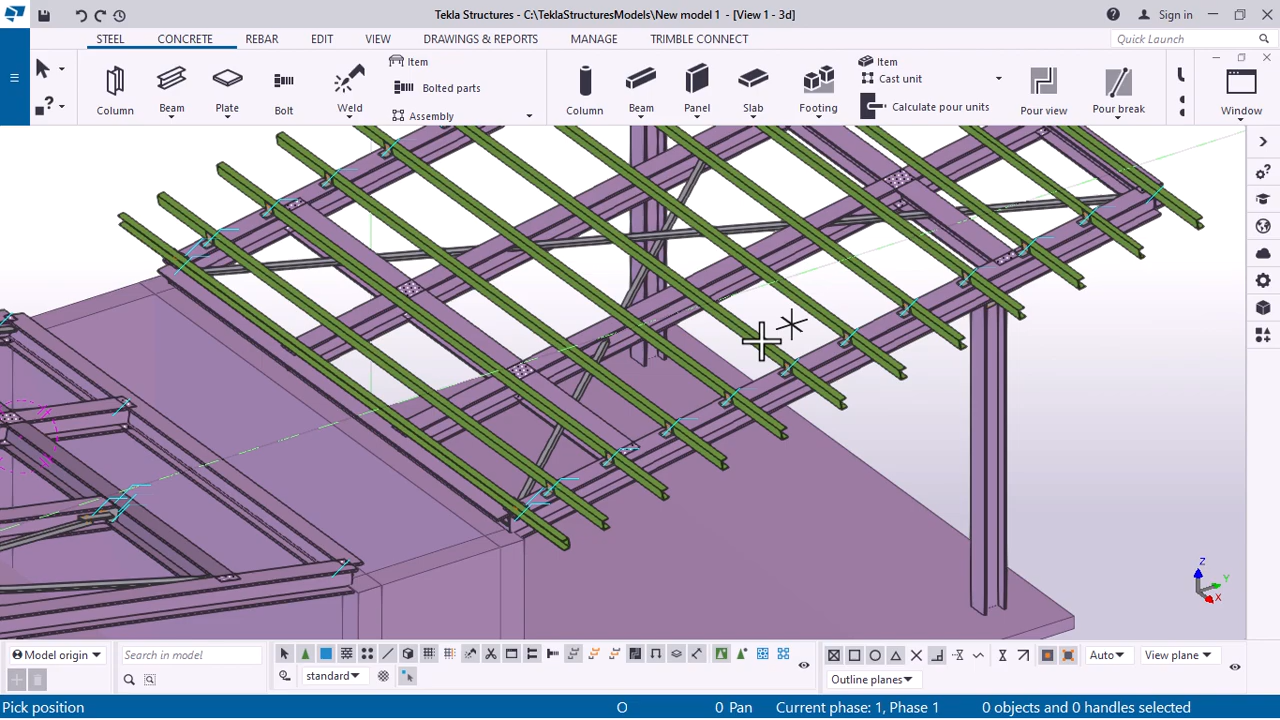 Tekla Structures - C:\TeklaStructuresModels\New model 1 - [View 1 - 3d]
Sign in
STEEL CONCRETE REBAR EDIT VIEW DRAWINGS & REPORTS MANAGE TRIMBLE CONNECT
Quick Launch
Column Beam Plate Bolt Weld
Item
Bolted parts
Assembly
Column Beam Panel Slab Footing
Item
Cast unit
Calculate pour units
Pour view Pour break Window
Z
Y
X
Model origin
Search in model
standard
Auto
View plane
Outline planes
Pick position O 0 Pan Current phase: 1, Phase 1 0 objects and 0 handles selected